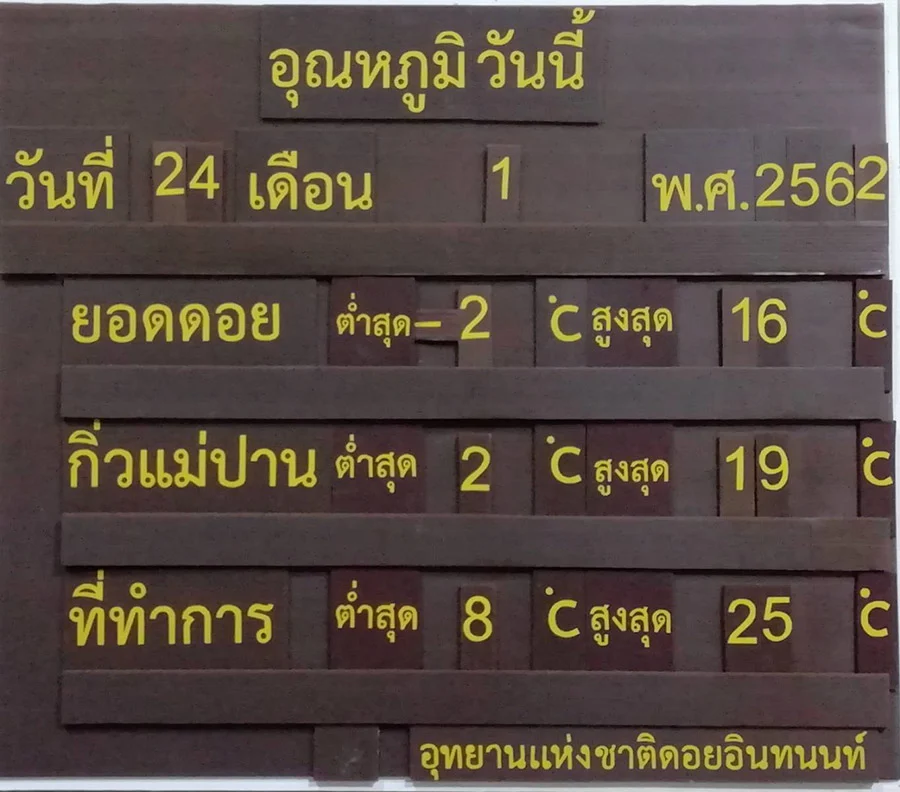 อุณหภูมิ วันนี้
วันที่ 24 เดือน 1 พ.ศ.2562
ยอดดอย ต่ำสุด -2 °C สูงสุด 16 °C
กิ่วแม่ปาน ต่ำสุด 2 °C สูงสุด 19 °C
ที่ทำการ ต่ำสุด 8 °C สูงสุด 25 °C
อุทยานแห่งชาติดอยอินทนนท์